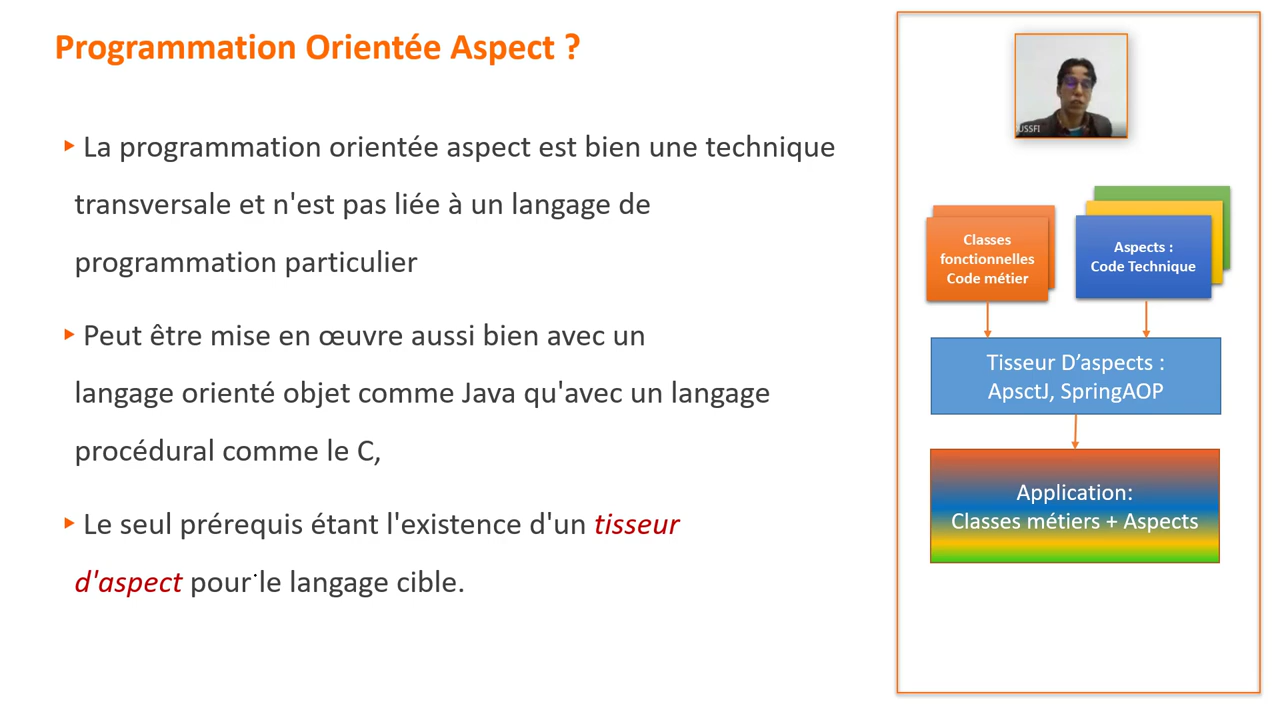 Programmation Orientée Aspect ?
La programmation orientée aspect est bien une technique
transversale et n'est pas liée à un langage de
programmation particulier
Peut être mise en œuvre aussi bien avec un
langage orienté objet comme Java qu'avec un langage
procédural comme le C,
Le seul prérequis étant l'existence d'un tisseur
d'aspect pour le langage cible.
USSFI
Classes
fonctionnelles
Code métier
Aspects :
Code Technique
Tisseur D’aspects :
ApsctJ, SpringAOP
Application:
Classes métiers + Aspects